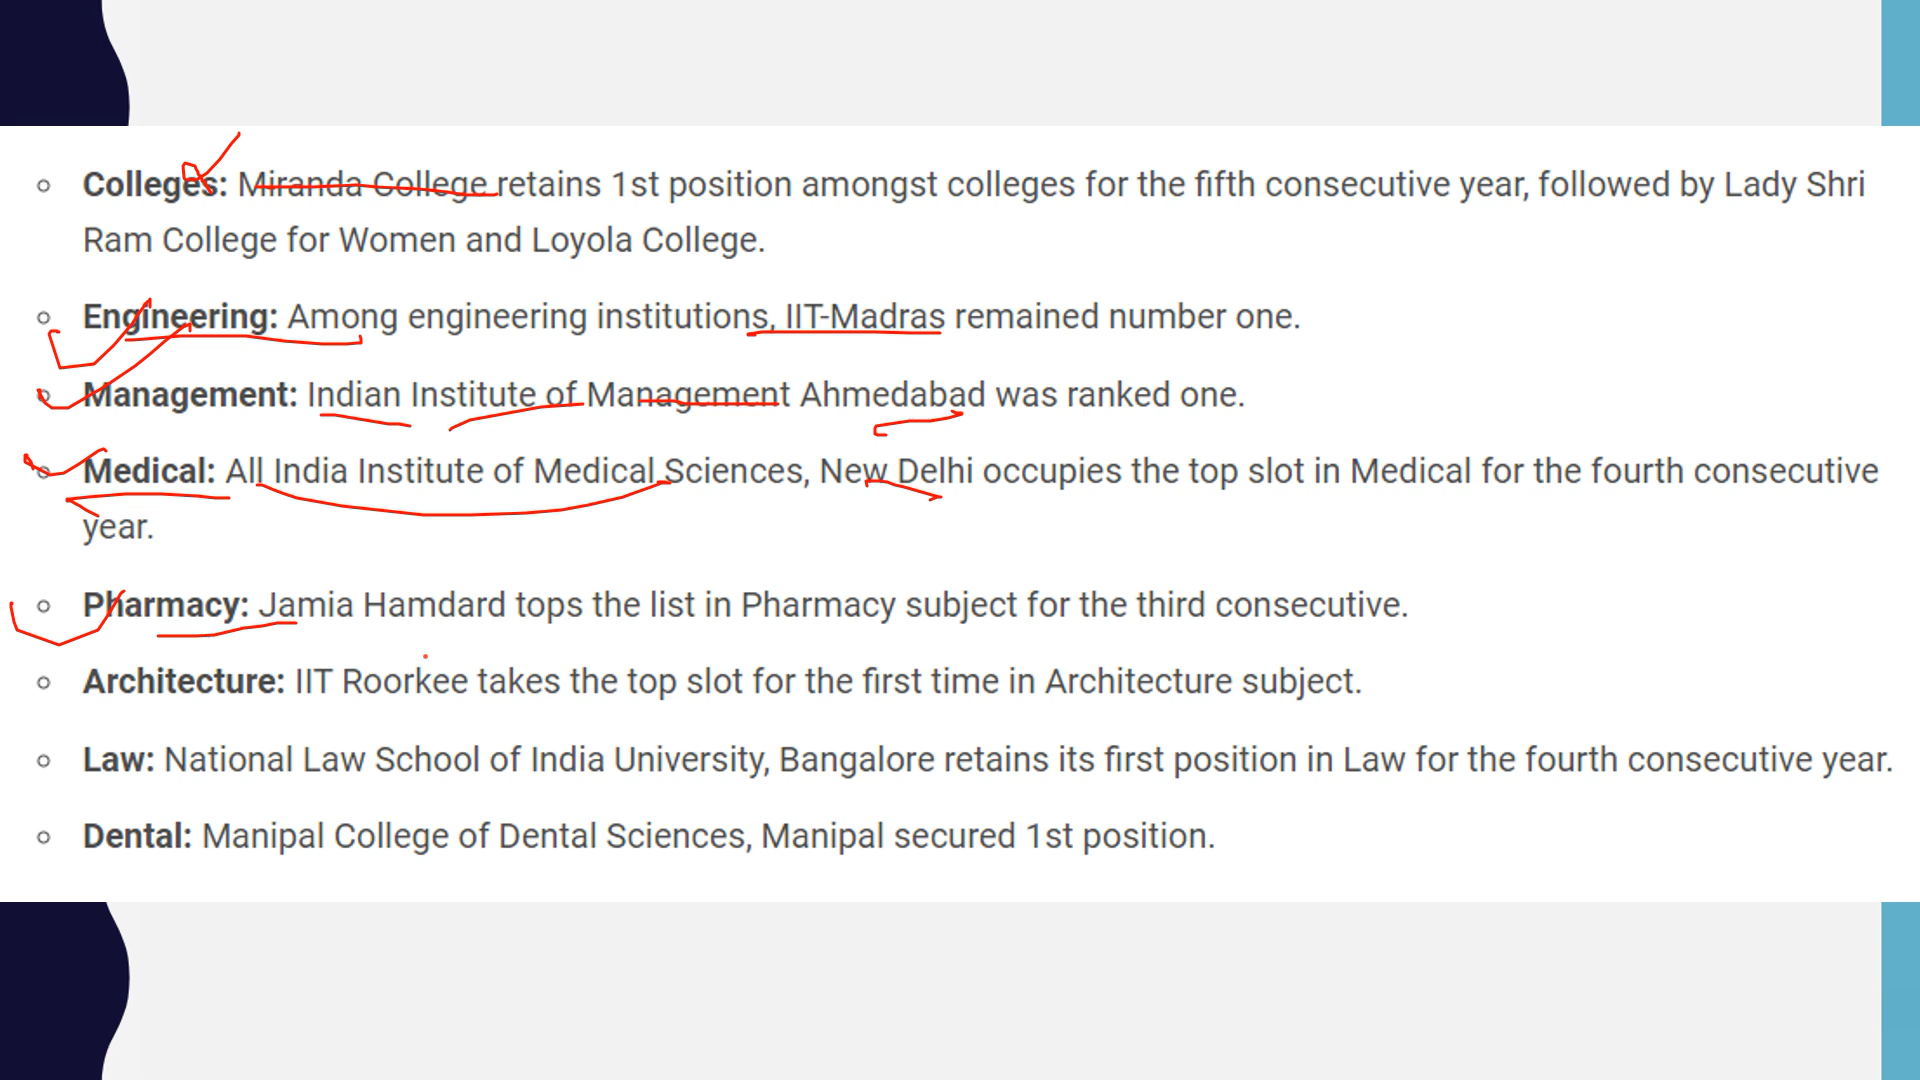 Colleges: Miranda College retains 1st position amongst colleges for the fifth consecutive year, followed by Lady Shri
Ram College for Women and Loyola College.
Engineering: Among engineering institutions, IIT-Madras remained number one.
Management: Indian Institute of Management Ahmedabad was ranked one.
Medical: All India Institute of Medical Sciences, New Delhi occupies the top slot in Medical for the fourth consecutive
year.
Pharmacy: Jamia Hamdard tops the list in Pharmacy subject for the third consecutive.
Architecture: IIT Roorkee takes the top slot for the first time in Architecture subject.
Law: National Law School of India University, Bangalore retains its first position in Law for the fourth consecutive year.
Dental: Manipal College of Dental Sciences, Manipal secured 1st position.